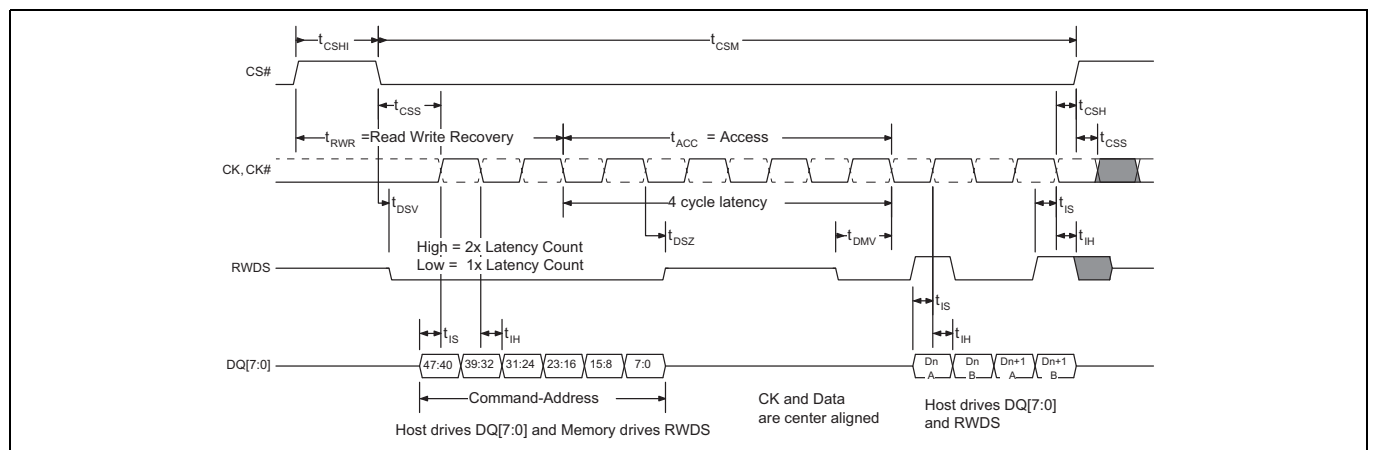 tCSHI
tCSM
CS#
tCSS
tCSH
tRWR =Read Write Recovery
tACC = Access
tCSS
CK, CK#
tDSV
4 cycle latency
tIS
High = 2x Latency Count
Low = 1x Latency Count
tDSZ
tDMV
tIH
RWDS
tIS
tIH
tIS
tIH
DQ[7:0]
47:40 39:32 31:24 23:16 15:8 7:0
Dn A
Dn B
Dn+1 A
Dn+1 B
Command-Address
CK and Data
are center aligned
Host drives DQ[7:0]
and RWDS
Host drives DQ[7:0] and Memory drives RWDS